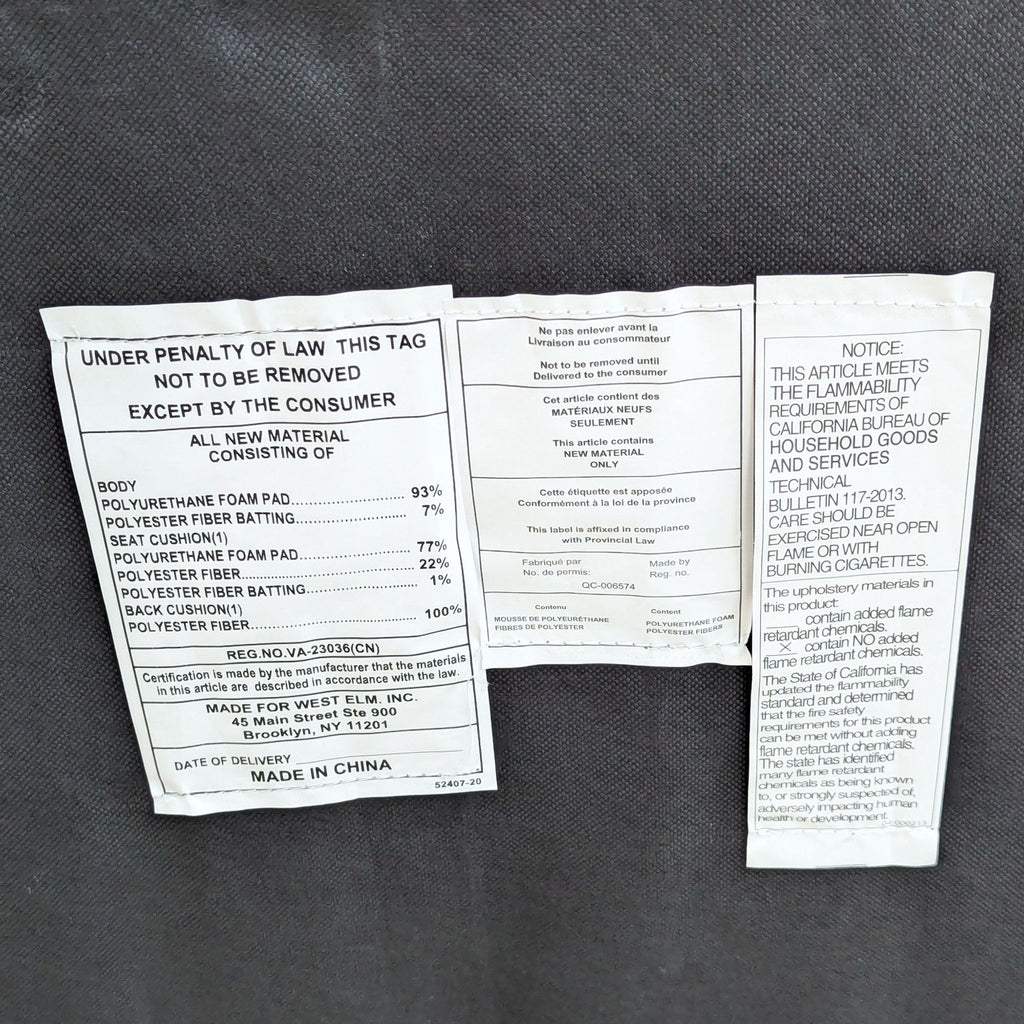 UNDER PENALTY OF LAW THIS TAG
NOT TO BE REMOVED
EXCEPT BY THE CONSUMER
ALL NEW MATERIAL
CONSISTING OF
BODY
POLYURETHANE FOAM PAD........................... 93%
POLYESTER FIBER BATTING.......................... 7%
SEAT CUSHION(1)
POLYURETHANE FOAM PAD........................... 77%
POLYESTER FIBER........................................... 22%
POLYESTER FIBER BATTING.......................... 1%
BACK CUSHION(1)
POLYESTER FIBER........................................ 100%
REG.NO.VA-23036(CN)
Certification is made by the manufacturer that the materials
in this article are described in accordance with the law.
MADE FOR WEST ELM. INC.
45 Main Street Ste 900
Brooklyn, NY 11201
DATE OF DELIVERY
MADE IN CHINA
52407-20
Ne pas enlever avant la
Livraison au consommateur
Not to be removed until
Delivered to the consumer
Cet article contient des
MATÉRIAUX NEUFS
SEULEMENT
This article contains
NEW MATERIAL
ONLY
Cette étiquette est apposée
Conformément à la loi de la province
This label is affixed in compliance
with Provincial Law
Fabriqué par Made by
No. de permis: Reg. no.
QC-006574
Contenu Content
MOUSSE DE POLYEURÉTHANE POLYURETHANE FOAM
FIBRES DE POLYESTER POLYESTER FIBERS
NOTICE:
THIS ARTICLE MEETS
THE FLAMMABILITY
REQUIREMENTS OF
CALIFORNIA BUREAU OF
HOUSEHOLD GOODS
AND SERVICES
TECHNICAL
BULLETIN 117-2013.
CARE SHOULD BE
EXERCISED NEAR OPEN
FLAME OR WITH
BURNING CIGARETTES.
The upholstery materials in
this product:
____ contain added flame
retardant chemicals.
X contain NO added
flame retardant chemicals.
The State of California has
updated the flammability
standard and determined
that the fire safety
requirements for this product
can be met without adding
flame retardant chemicals.
The state has identified
many flame retardant
chemicals as being known
to, or strongly suspected of,
adversely impacting human
health or development.